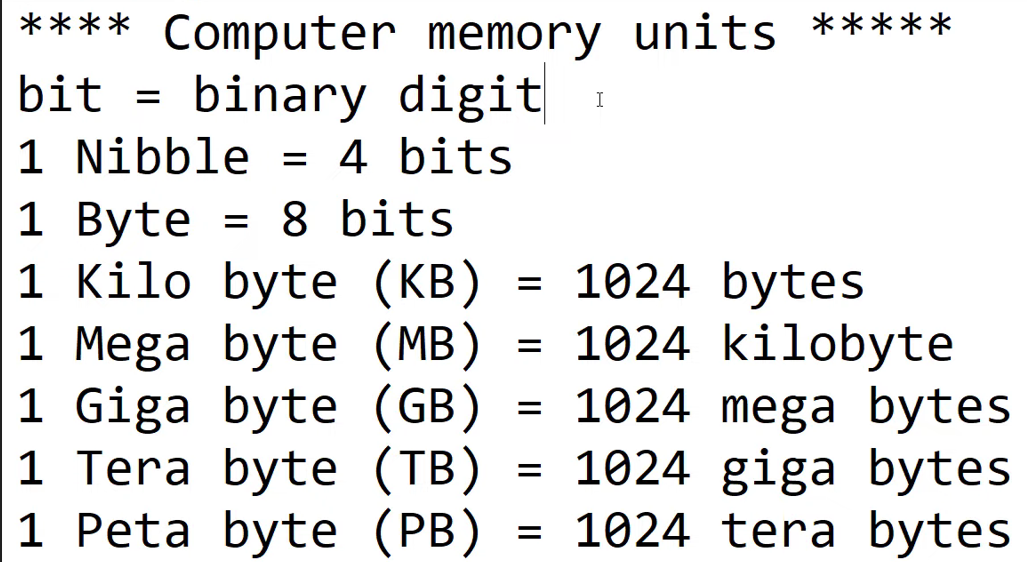 **** Computer memory units *****
bit = binary digit
1 Nibble = 4 bits
1 Byte = 8 bits
1 Kilo byte (KB) = 1024 bytes
1 Mega byte (MB) = 1024 kilobyte
1 Giga byte (GB) = 1024 mega bytes
1 Tera byte (TB) = 1024 giga bytes
1 Peta byte (PB) = 1024 tera bytes